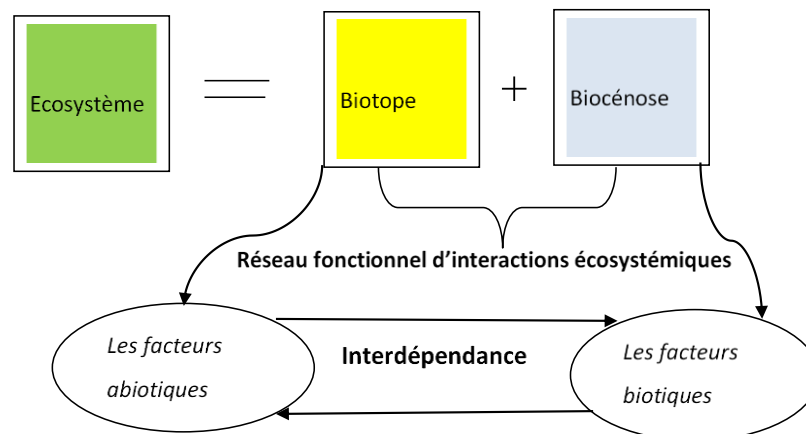 Ecosystème
Biotope
+
Biocénose
Réseau fonctionnel d’interactions écosystémiques
Les facteurs
abiotiques
Interdépendance
Les facteurs
biotiques